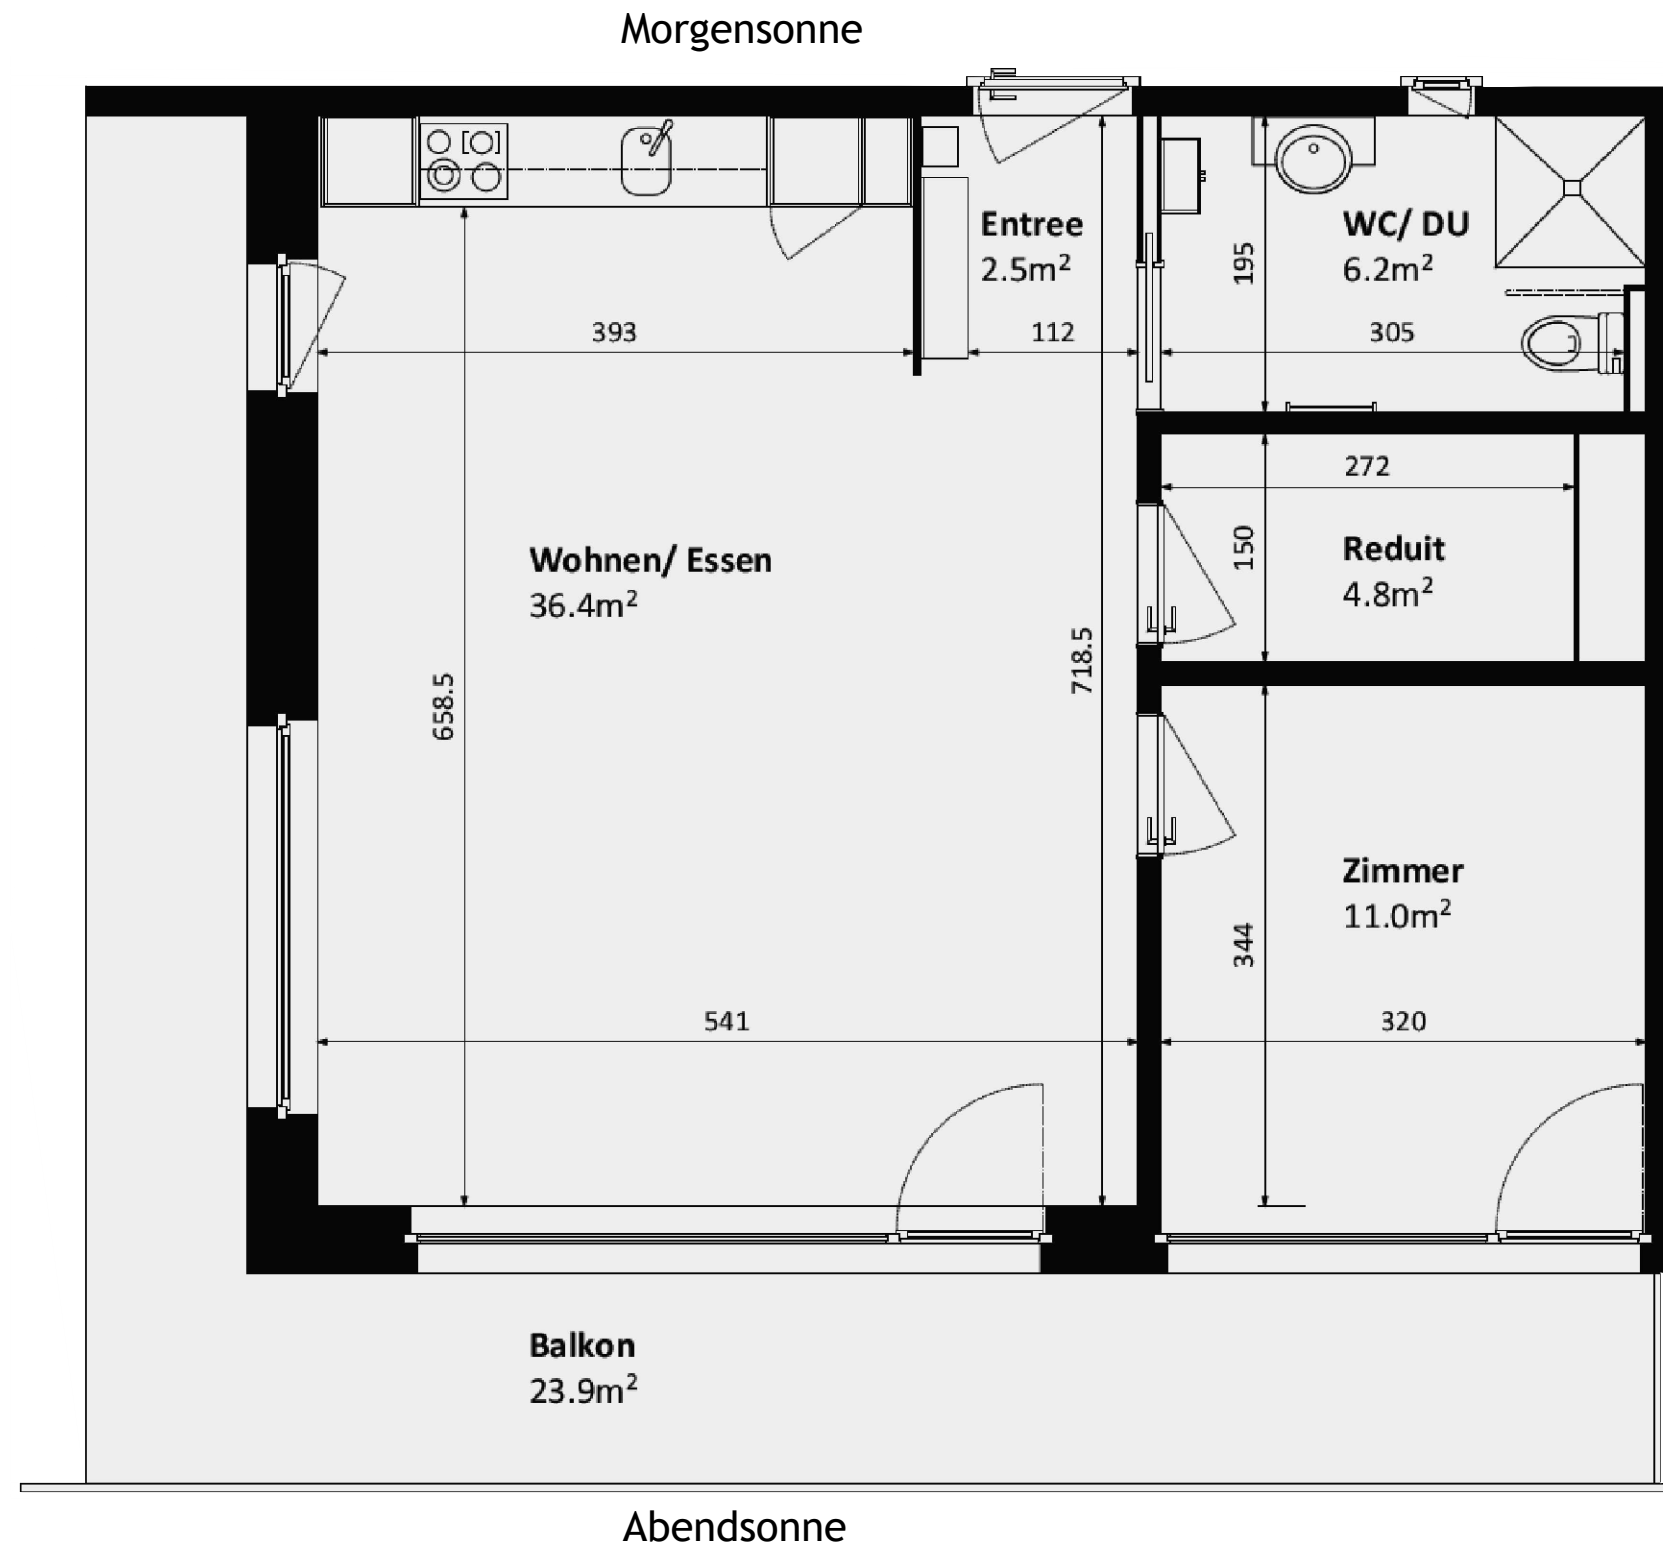 Morgensonne
Entree
2.5m²
WC/ DU
6.2m²
195
393
112
305
272
Wohnen/ Essen
36.4m²
150
Reduit
4.8m²
658.5
718.5
Zimmer
11.0m²
344
541
320
Balkon
23.9m²
Abendsonne